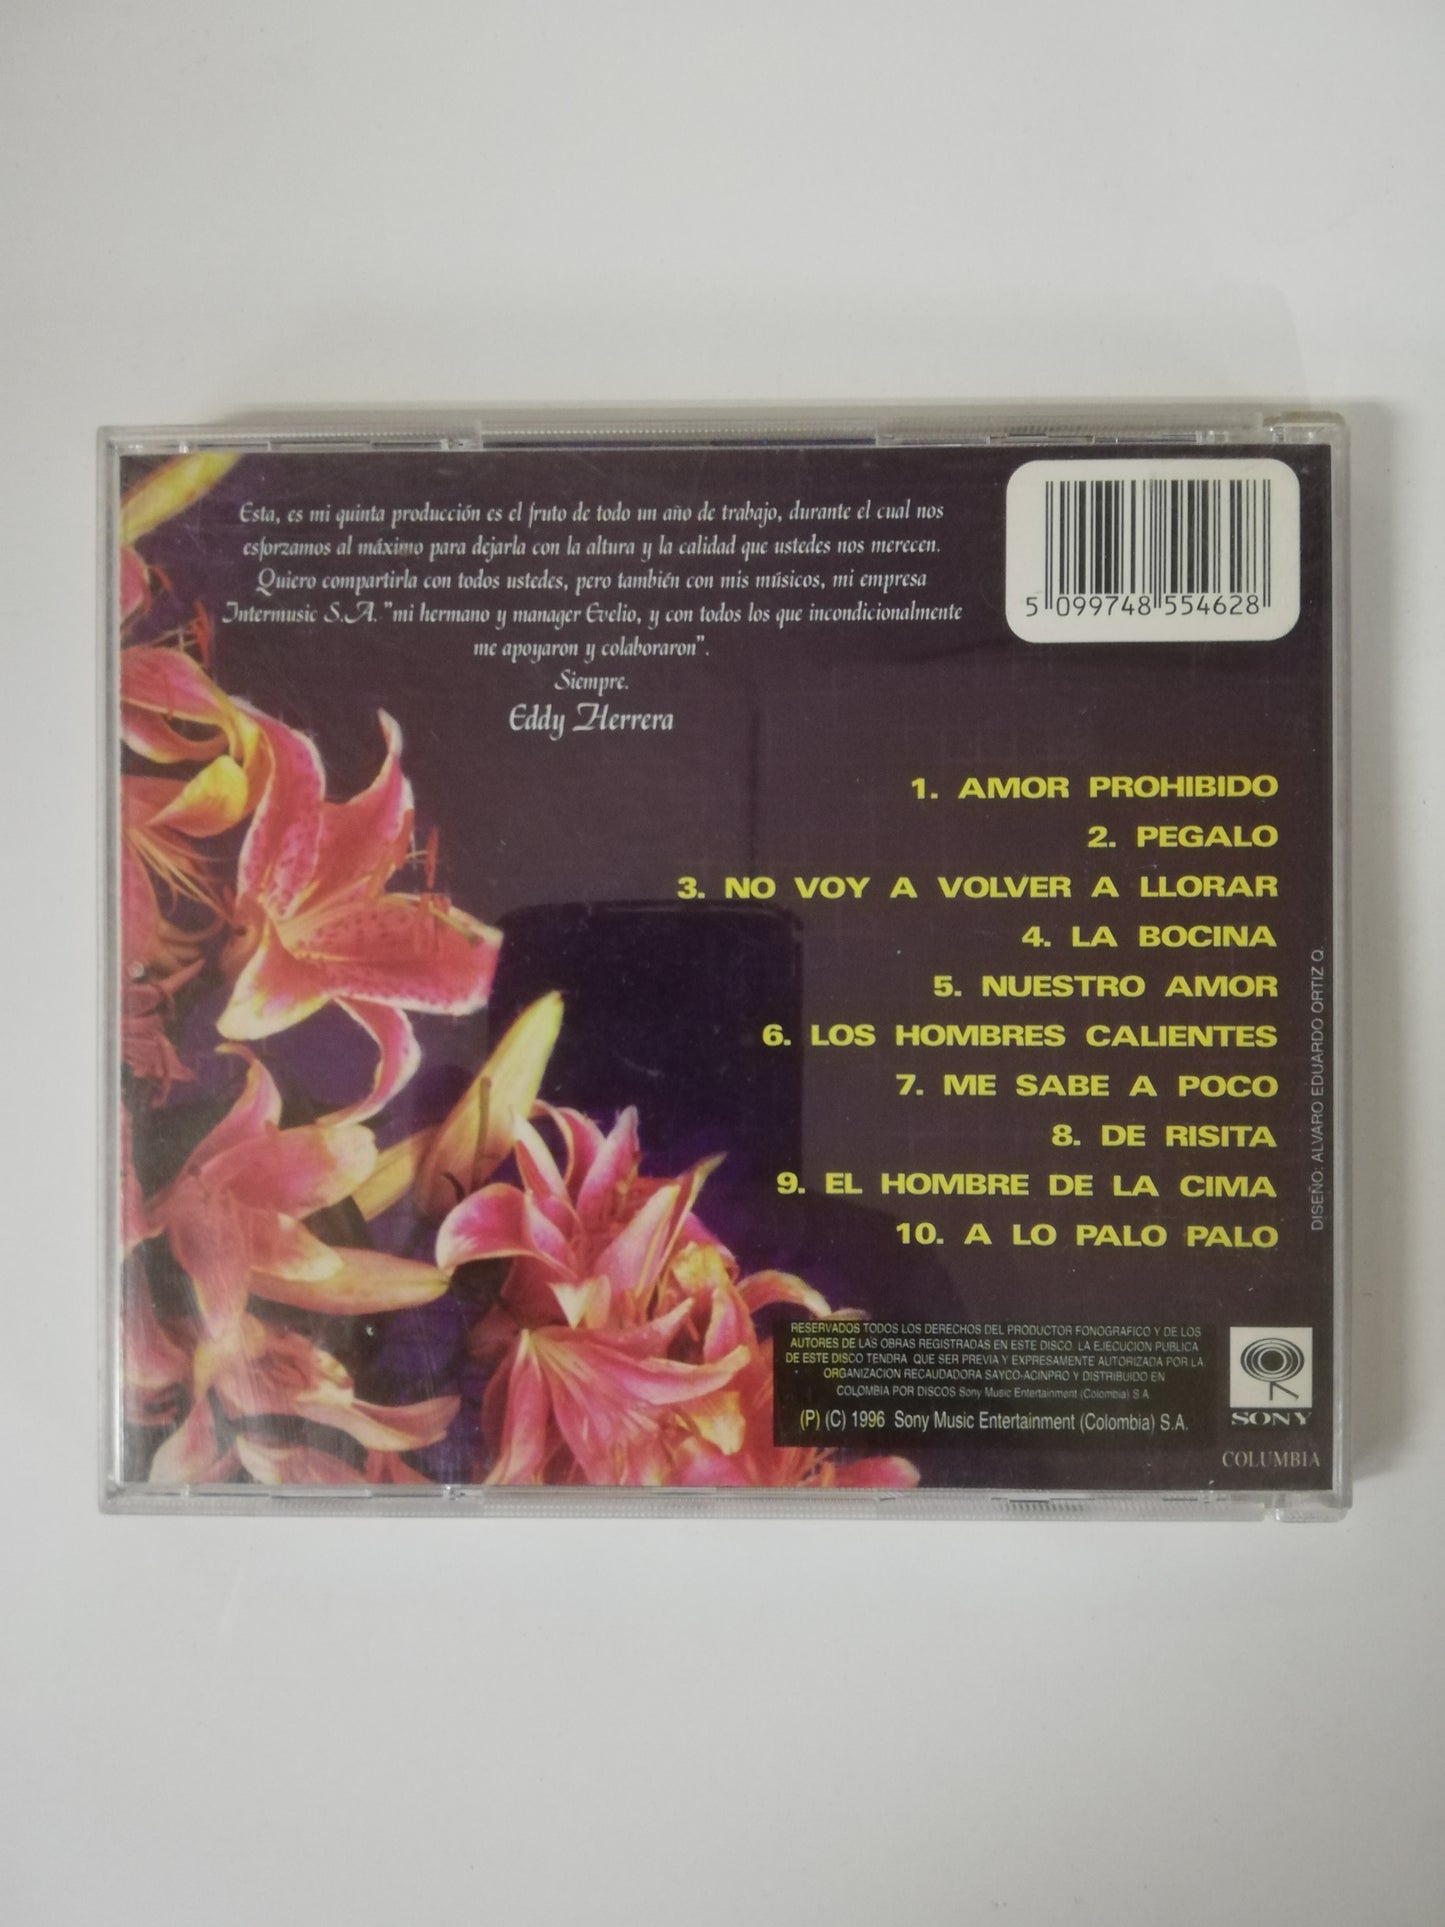 Esta, es mi quinta producción es el fruto de todo un año de trabajo, durante el cual nos
esforzamos al máximo para dejarla con la altura y la calidad que ustedes nos merecen.
Quiero compartirla con todos ustedes, pero también con mis músicos, mi empresa
Intermusic S.A. "mi hermano y manager Evelio, y con todos los que incondicionalmente
me apoyaron y colaboraron".
Siempre.
Eddy Herrera
5 099748 554628
1. AMOR PROHIBIDO
2. PEGALO
3. NO VOY A VOLVER A LLORAR
4. LA BOCINA
5. NUESTRO AMOR
6. LOS HOMBRES CALIENTES
7. ME SABE A POCO
8. DE RISITA
9. EL HOMBRE DE LA CIMA
10. A LO PALO PALO
DISEÑO: ALVARO EDUARDO ORTIZ Q.
RESERVADOS TODOS LOS DERECHOS DEL PRODUCTOR FONOGRAFICO Y DE LOS
AUTORES DE LAS OBRAS REGISTRADAS EN ESTE DISCO. LA EJECUCION PUBLICA
DE ESTE DISCO TENDRA QUE SER PREVIA Y EXPRESAMENTE AUTORIZADA POR LA
ORGANIZACION RECAUDADORA SAYCO-ACINPRO Y DISTRIBUIDO EN
COLOMBIA POR DISCOS Sony Music Entertainment (Colombia) S.A
(P) (C) 1996 Sony Music Entertainment (Colombia) S.A.
SONY
COLUMBIA